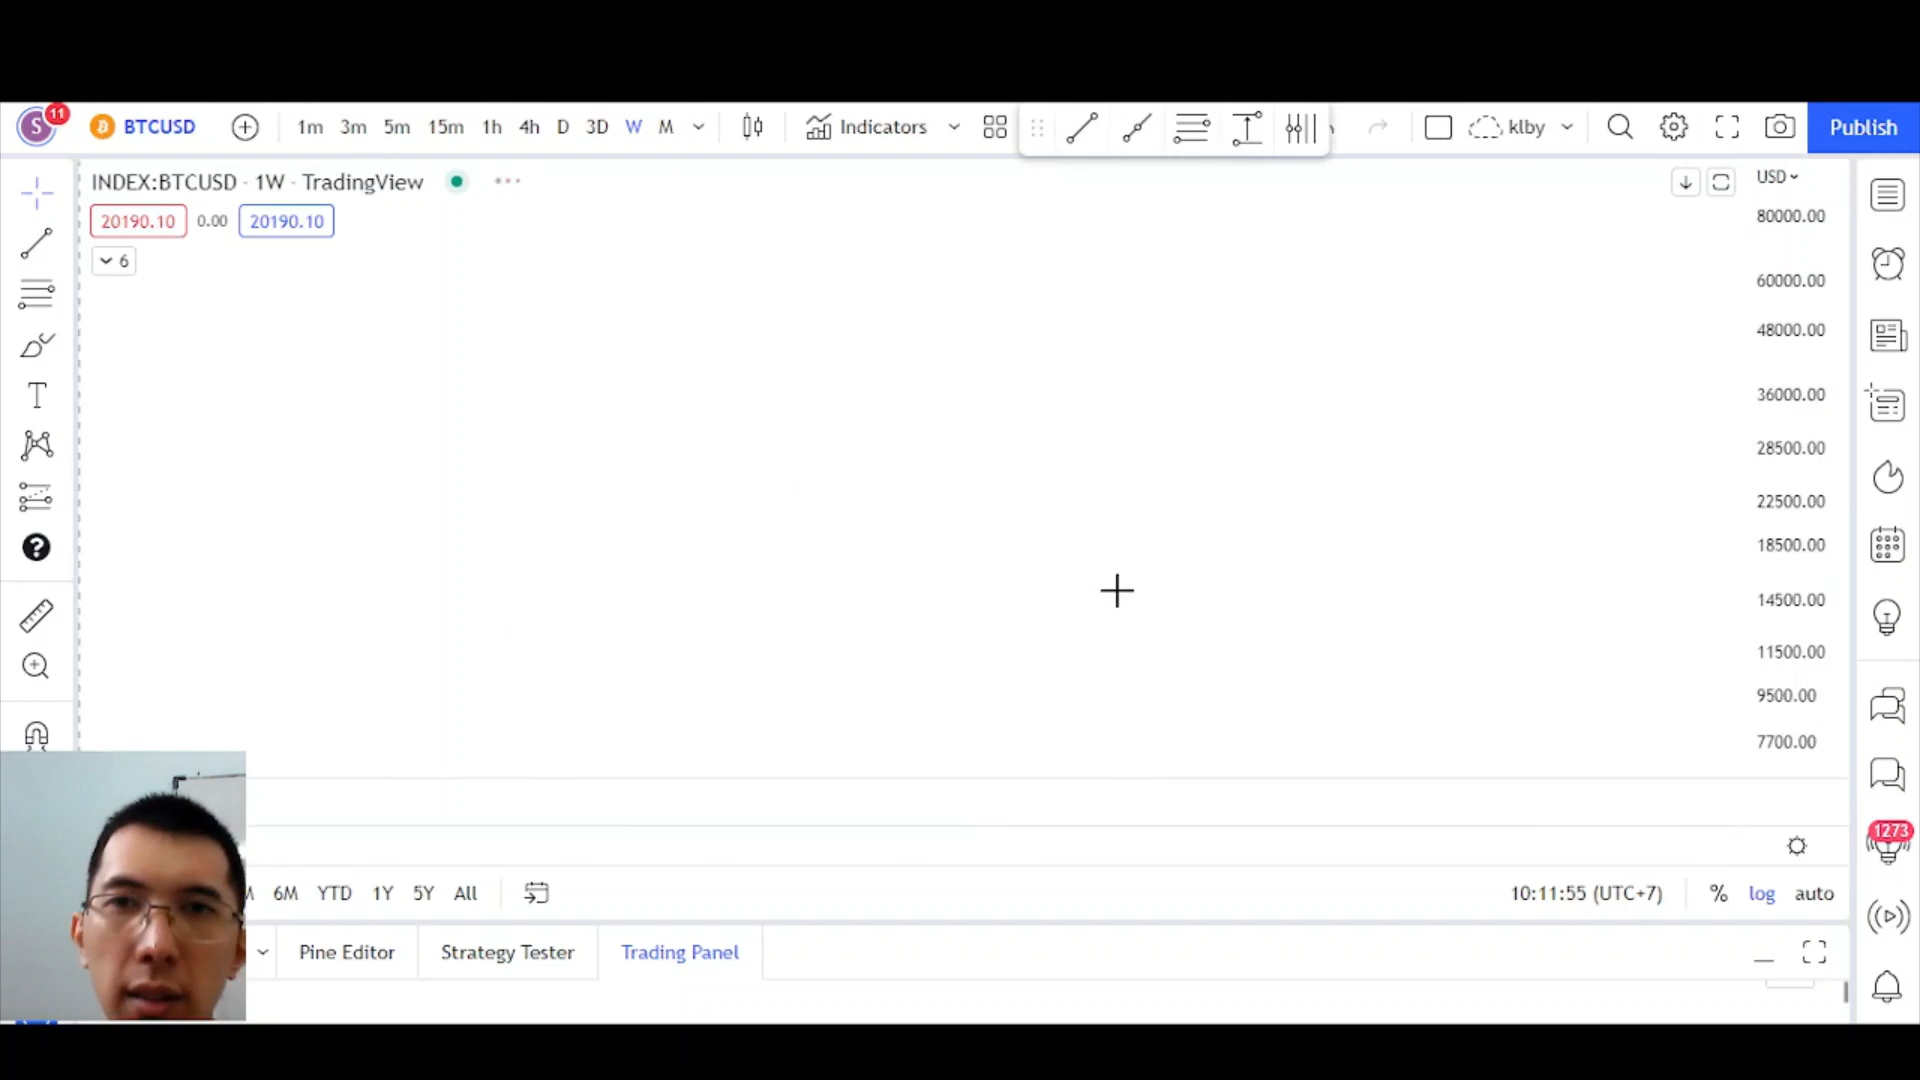 S 11 BTCUSD 1m 3m 5m 15m 1h 4h D 3D W M Indicators klby Publish
INDEX:BTCUSD · 1W · TradingView
USD
20190.10 0.00 20190.10
6
80000.00
60000.00
48000.00
36000.00
28500.00
22500.00
18500.00
14500.00
11500.00
9500.00
7700.00
1273
6M YTD 1Y 5Y All 10:11:55 (UTC+7) % log auto
Pine Editor Strategy Tester Trading Panel